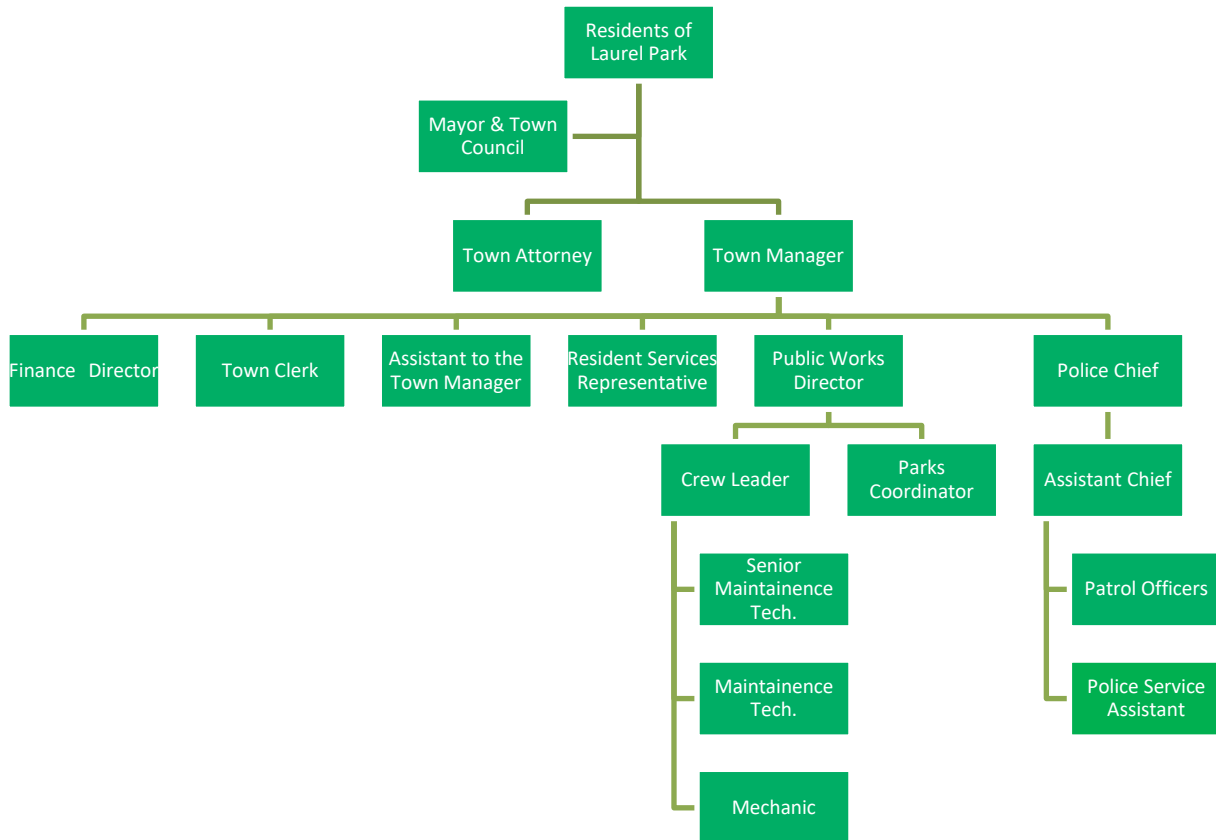 Residents of
Laurel Park
Mayor & Town
Council
Town Attorney
Town Manager
Finance  Director
Town Clerk
Assistant to the
Town Manager
Resident Services
Representative
Public Works
Director
Police Chief
Crew Leader
Parks
Coordinator
Assistant Chief
Senior
Maintainence
Tech.
Patrol Officers
Maintainence
Tech.
Police Service
Assistant
Mechanic